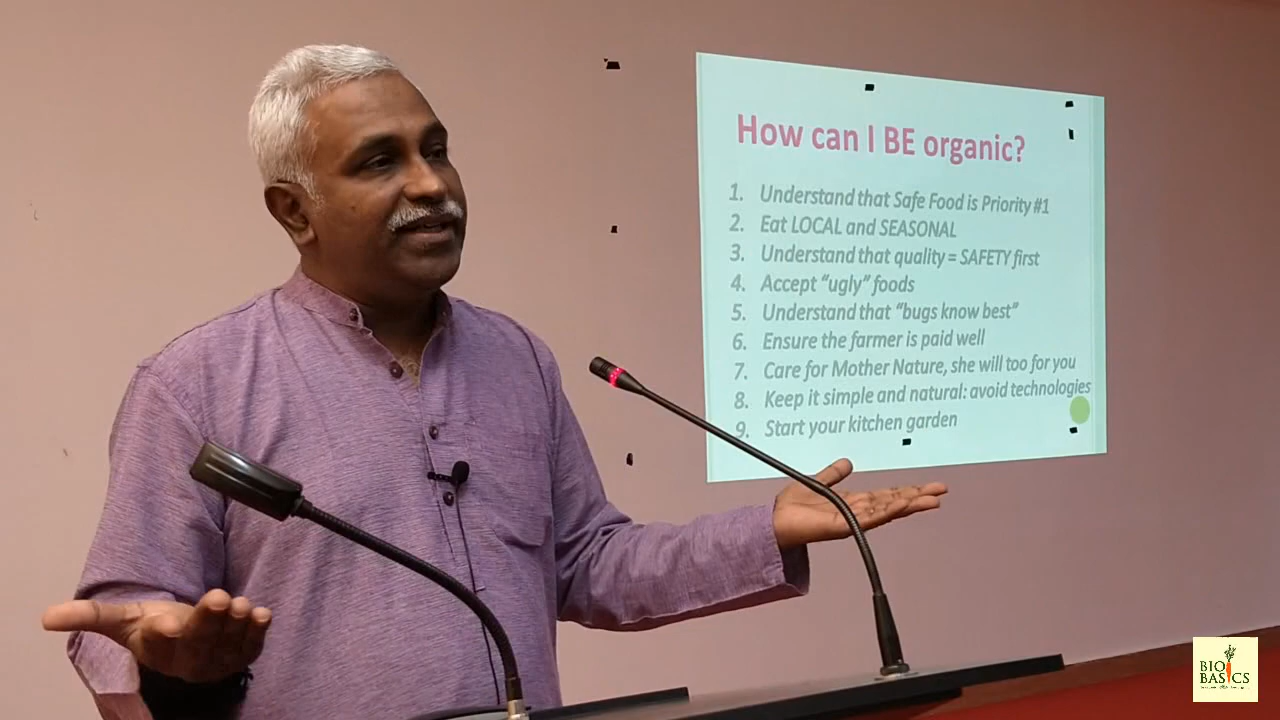 How can I BE organic?
1. Understand that Safe Food is Priority #1
2. Eat LOCAL and SEASONAL
3. Understand that quality = SAFETY first
4. Accept “ugly” foods
5. Understand that “bugs know best”
6. Ensure the farmer is paid well
7. Care for Mother Nature, she will too for you
8. Keep it simple and natural: avoid technologies
9. Start your kitchen garden
BIO
BASICS